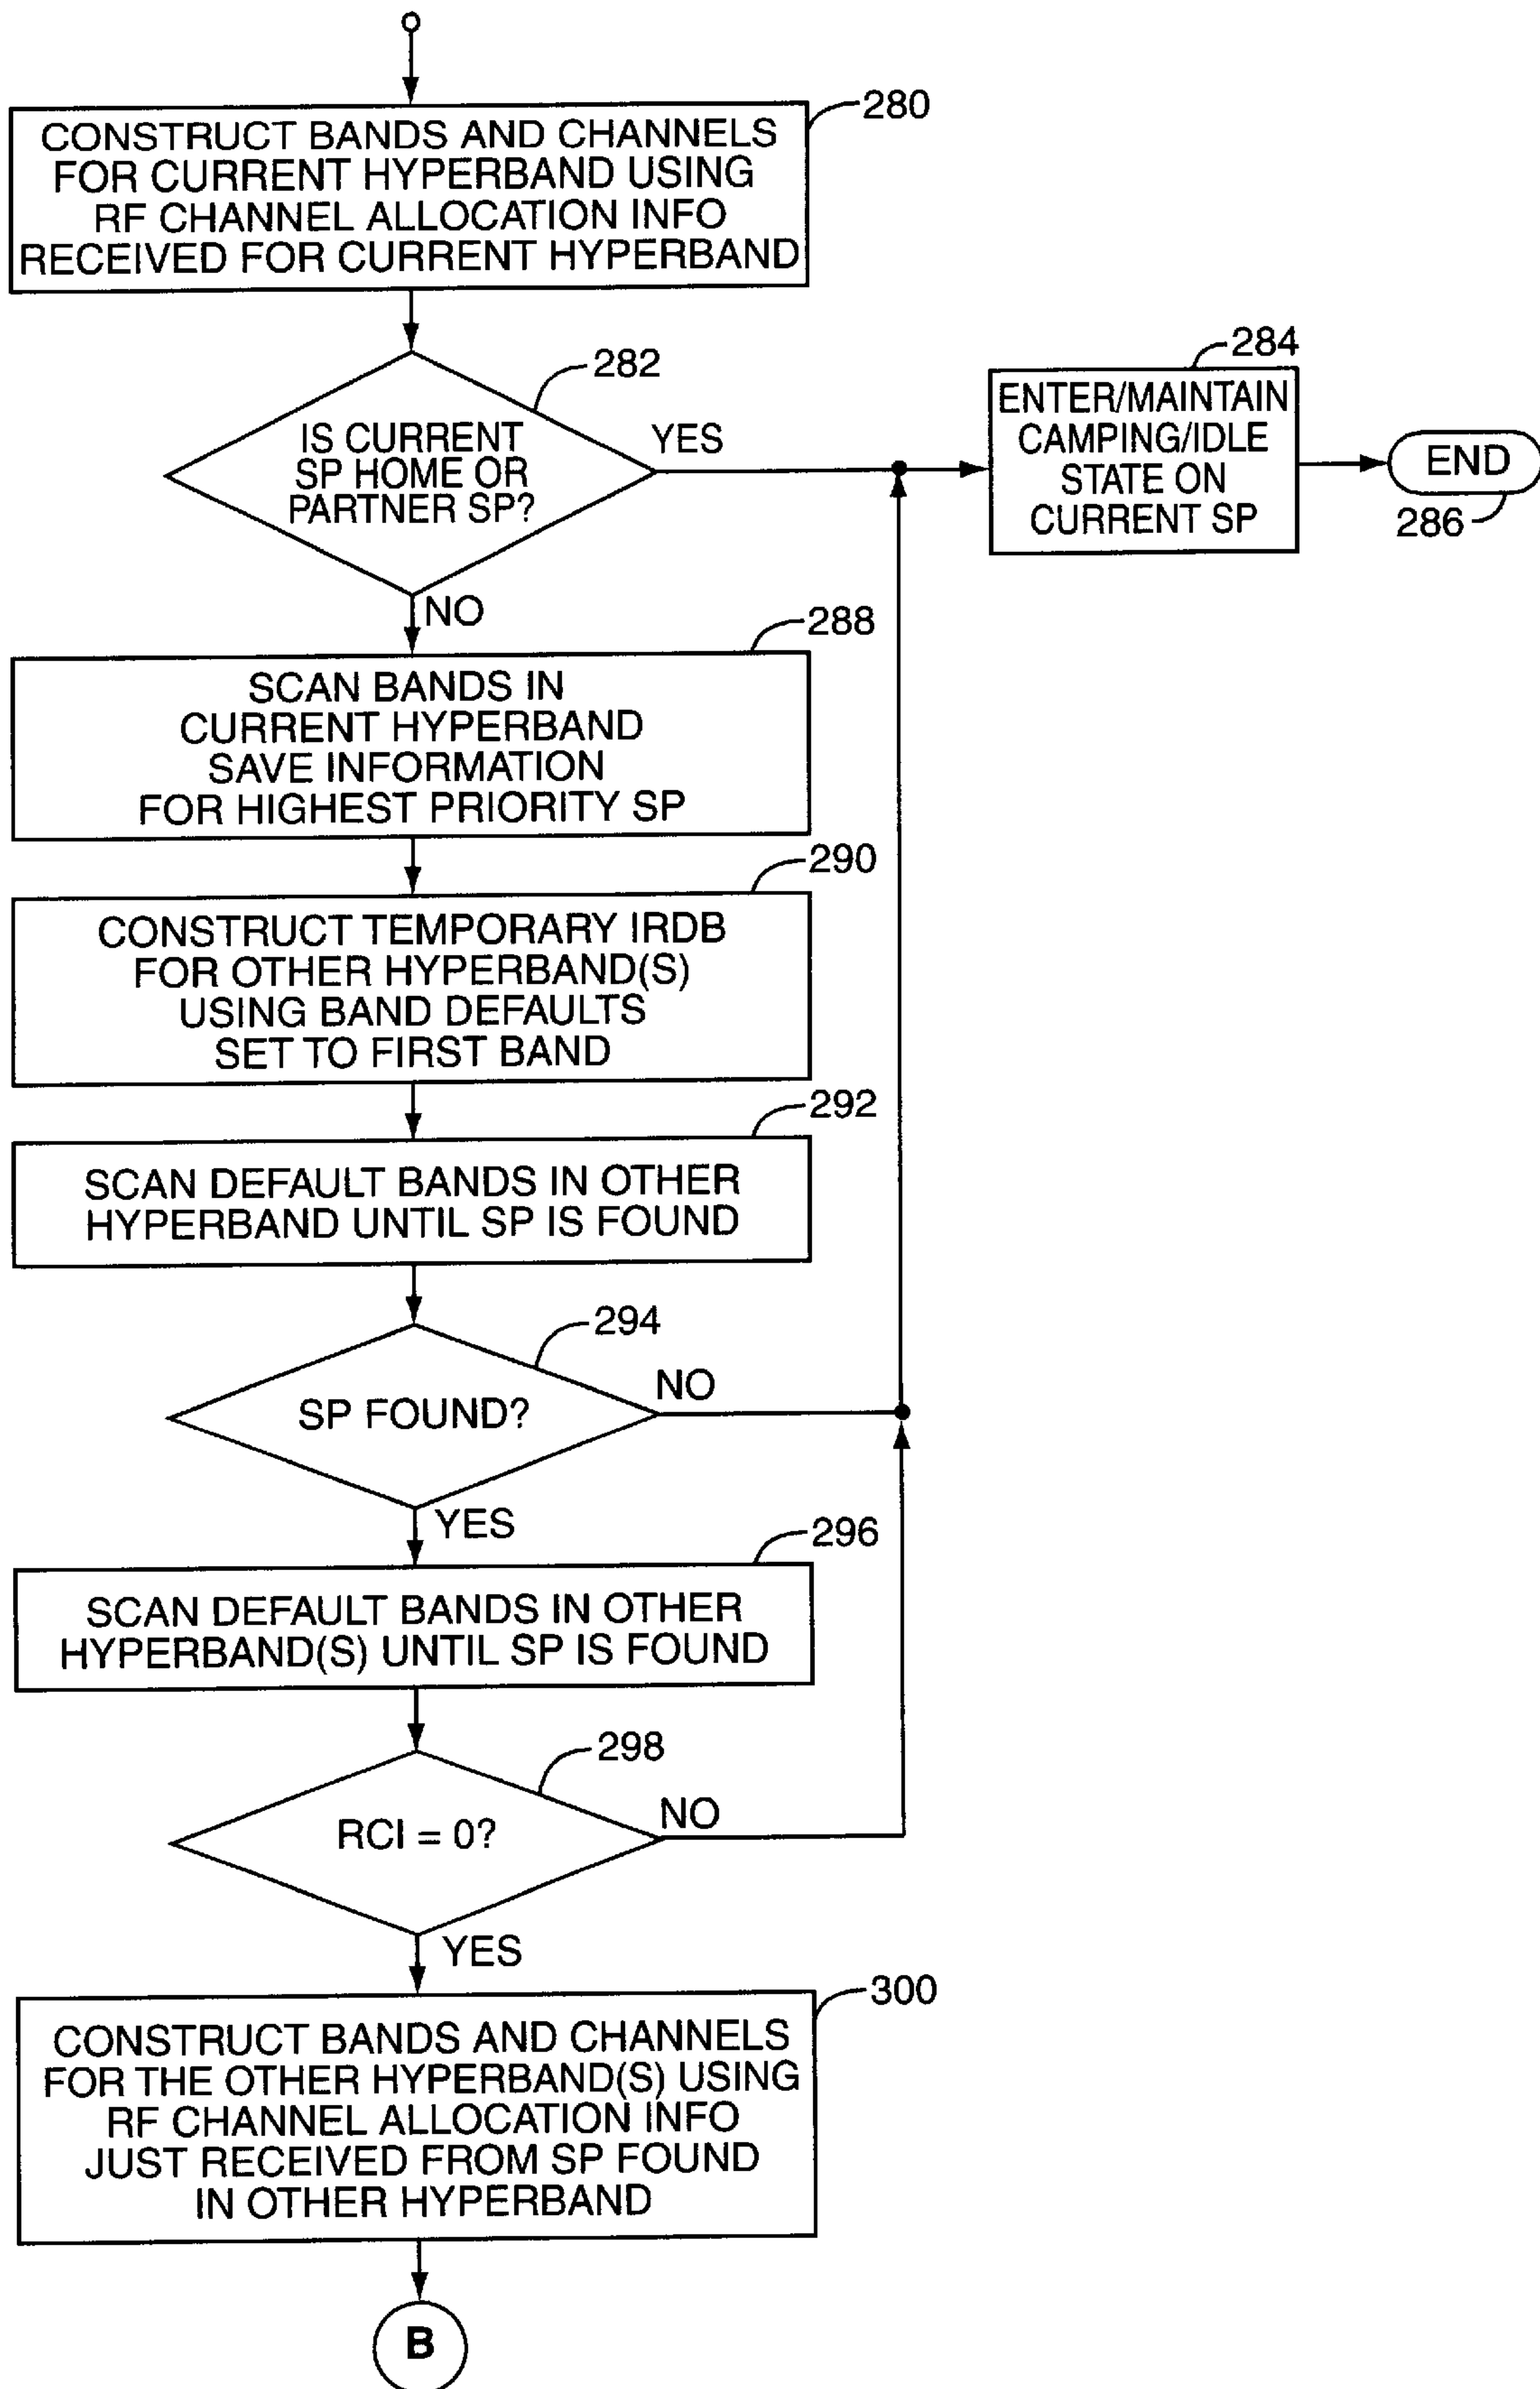 280
CONSTRUCT BANDS AND CHANNELS
FOR CURRENT HYPERBAND USING
RF CHANNEL ALLOCATION INFO
RECEIVED FOR CURRENT HYPERBAND
282
IS CURRENT
SP HOME OR
PARTNER SP?
YES
NO
284
ENTER/MAINTAIN
CAMPING/IDLE
STATE ON
CURRENT SP
END
286
288
SCAN BANDS IN
CURRENT HYPERBAND
SAVE INFORMATION
FOR HIGHEST PRIORITY SP
290
CONSTRUCT TEMPORARY IRDB
FOR OTHER HYPERBAND(S)
USING BAND DEFAULTS
SET TO FIRST BAND
292
SCAN DEFAULT BANDS IN OTHER
HYPERBAND UNTIL SP IS FOUND
294
SP FOUND?
NO
YES
296
SCAN DEFAULT BANDS IN OTHER
HYPERBAND(S) UNTIL SP IS FOUND
298
RCI = 0?
NO
YES
300
CONSTRUCT BANDS AND CHANNELS
FOR THE OTHER HYPERBAND(S) USING
RF CHANNEL ALLOCATION INFO
JUST RECEIVED FROM SP FOUND
IN OTHER HYPERBAND
B